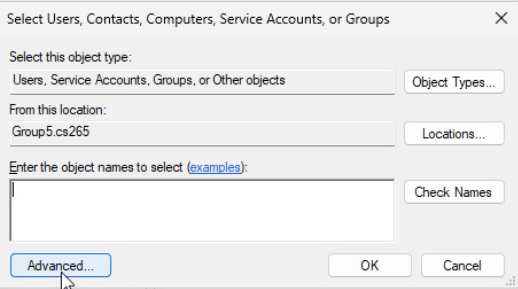 Select Users, Contacts, Computers, Service Accounts, or Groups
Select this object type:
Users, Service Accounts, Groups, or Other objects
Object Types...
From this location:
Group5.cs265
Locations...
Enter the object names to select (examples):
Check Names
Advanced...
OK
Cancel